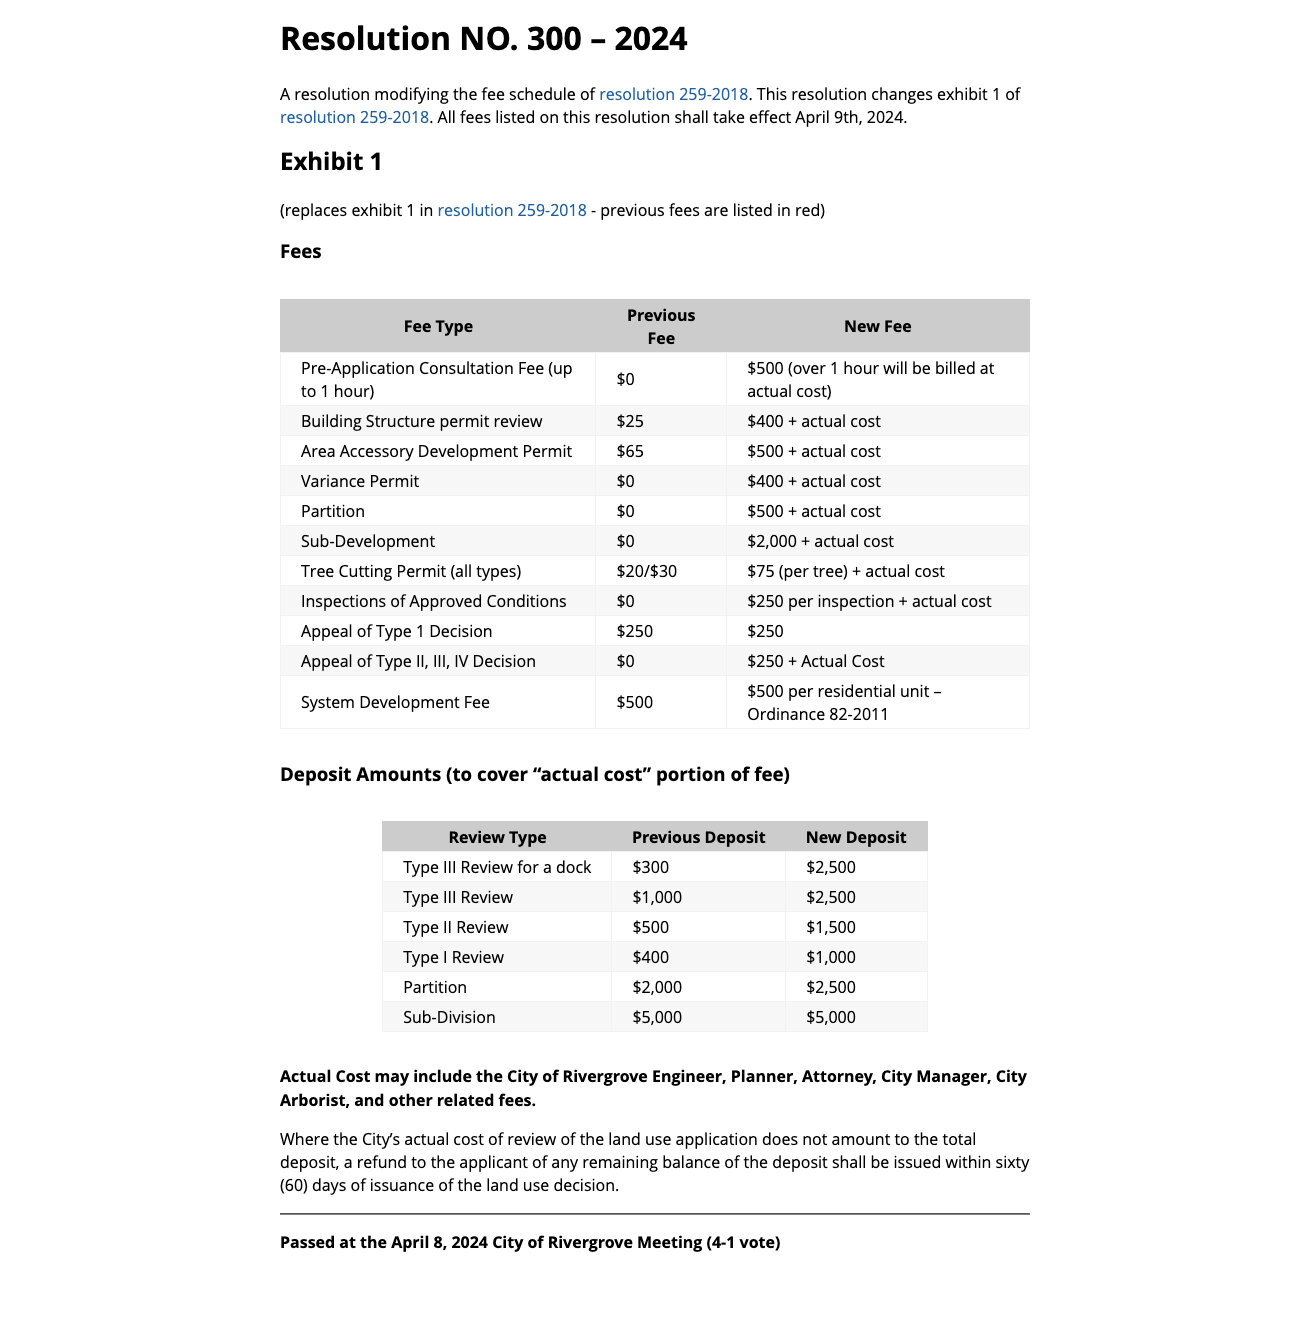 Resolution NO. 300 – 2024
A resolution modifying the fee schedule of resolution 259-2018. This resolution changes exhibit 1 of
resolution 259-2018. All fees listed on this resolution shall take effect April 9th, 2024.
Exhibit 1
(replaces exhibit 1 in resolution 259-2018 - previous fees are listed in red)
Fees
Fee Type Previous Fee New Fee
Pre-Application Consultation Fee (up to 1 hour) $0 $500 (over 1 hour will be billed at actual cost)
Building Structure permit review $25 $400 + actual cost
Area Accessory Development Permit $65 $500 + actual cost
Variance Permit $0 $400 + actual cost
Partition $0 $500 + actual cost
Sub-Development $0 $2,000 + actual cost
Tree Cutting Permit (all types) $20/$30 $75 (per tree) + actual cost
Inspections of Approved Conditions $0 $250 per inspection + actual cost
Appeal of Type 1 Decision $250 $250
Appeal of Type II, III, IV Decision $0 $250 + Actual Cost
System Development Fee $500 $500 per residential unit – Ordinance 82-2011
Deposit Amounts (to cover “actual cost” portion of fee)
Review Type Previous Deposit New Deposit
Type III Review for a dock $300 $2,500
Type III Review $1,000 $2,500
Type II Review $500 $1,500
Type I Review $400 $1,000
Partition $2,000 $2,500
Sub-Division $5,000 $5,000
Actual Cost may include the City of Rivergrove Engineer, Planner, Attorney, City Manager, City
Arborist, and other related fees.
Where the City’s actual cost of review of the land use application does not amount to the total
deposit, a refund to the applicant of any remaining balance of the deposit shall be issued within sixty
(60) days of issuance of the land use decision.
Passed at the April 8, 2024 City of Rivergrove Meeting (4-1 vote)